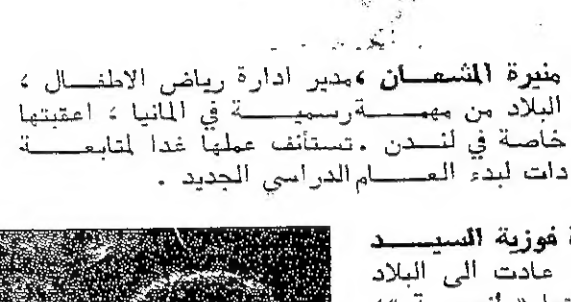 منيرة المشعان ، مدير ادارة رياض الاطفال ،
البلاد من مهمة رسمية في المانيا ، اعقبتها
خاصة في لندن . تستأنف عملها غدا لمتابعة
دات لبدء العام الدراسي الجديد .
ة فوزية السيد
عادت الى البلاد